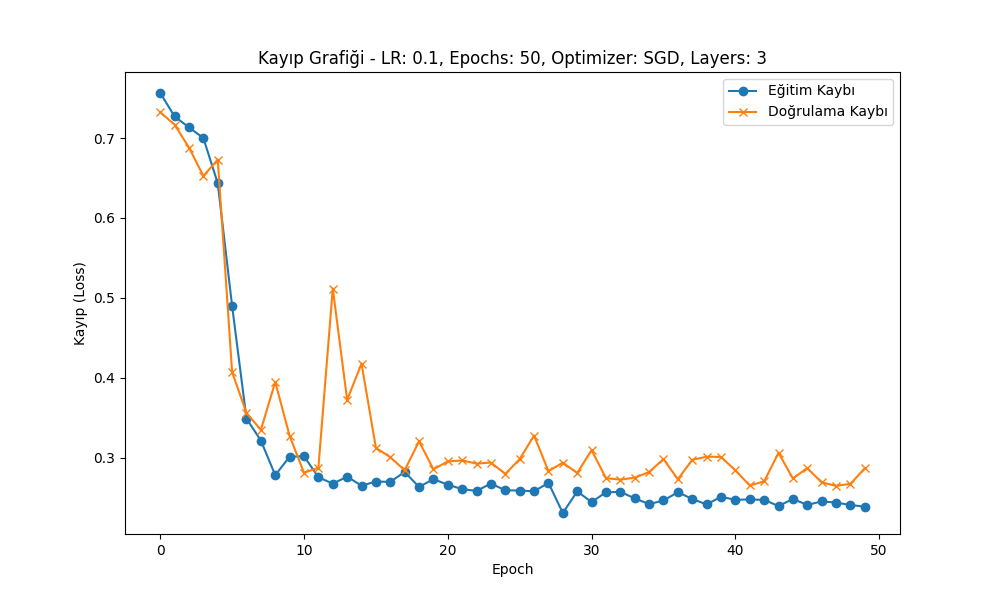 Kayıp Grafiği - LR: 0.1, Epochs: 50, Optimizer: SGD, Layers: 3
Eğitim Kaybı
Doğrulama Kaybı
Kayıp (Loss)
0.7
0.6
0.5
0.4
0.3
0 10 20 30 40 50
Epoch